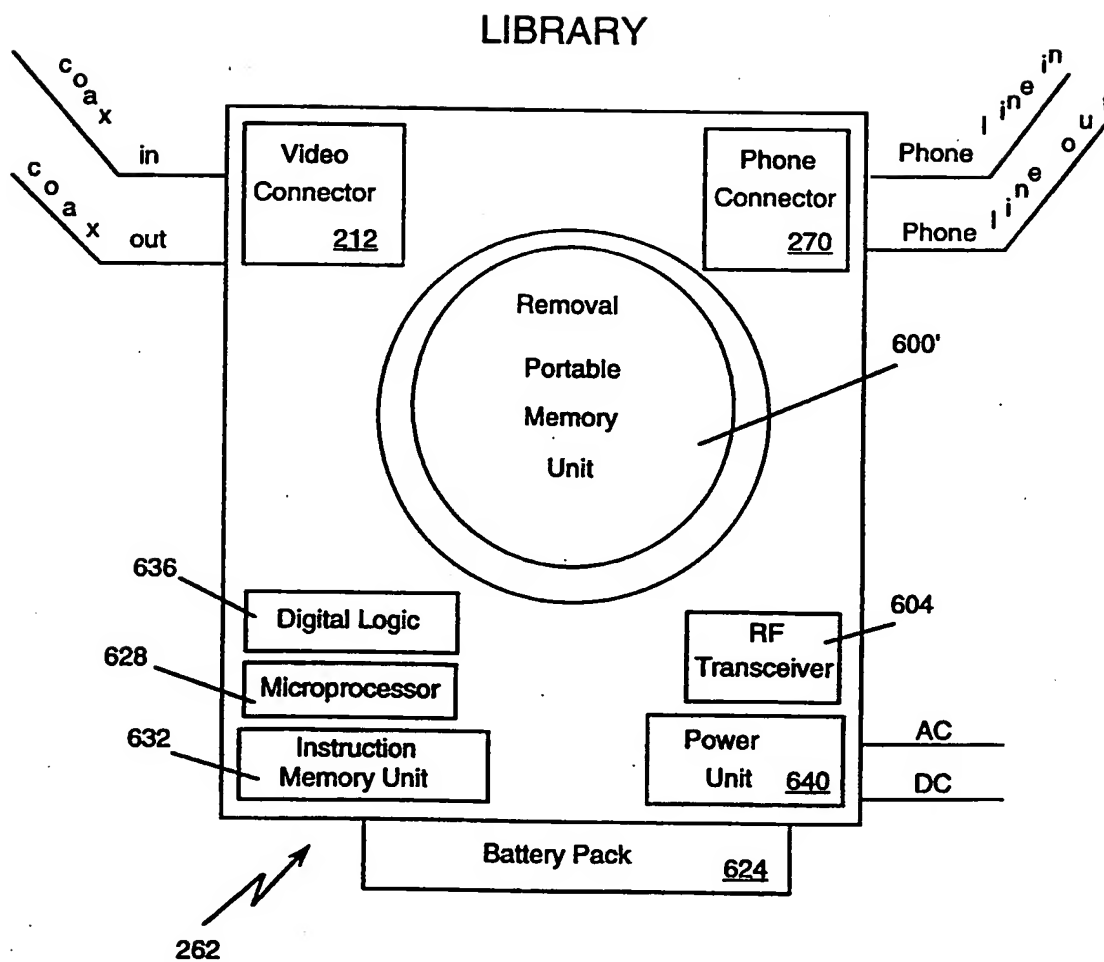 LIBRARY
coax in
coax out
Video
Connector
212
Phone
Connector
270
Phone line in
Phone line out
Removal
Portable
Memory
Unit
600'
636
Digital Logic
628
Microprocessor
632
Instruction
Memory Unit
RF
Transceiver
604
Power
Unit
640
AC
DC
Battery Pack
624
262